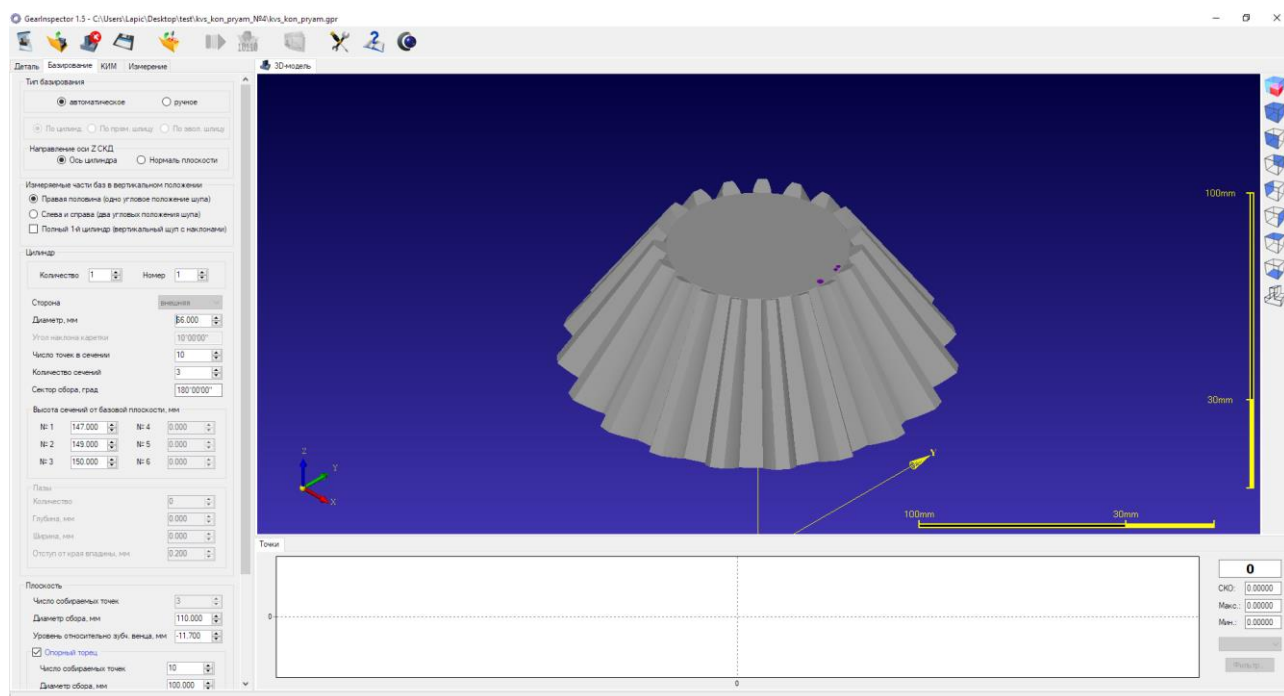 GearInspector 1.5 - C:\Users\Lapic\Desktop\test\kvs_kon_pryam_№4\kvs_kon_pryam.gpr
Деталь Базирование КИМ Измерение
3D-модель
Тип базирования
автоматическое ручное
По цилинд. По прям. шлицу По эвол. шлицу
Направление оси Z СКД
Ось цилиндра Нормаль плоскости
Измеряемые части баз в вертикальном положении
Правая половина (одно угловое положение щупа)
Слева и справа (два угловых положения щупа)
Полный 1-й цилиндр (вертикальный щуп с наклонами)
Цилиндр
Количество 1 Номер 1
Сторона внешняя
Диаметр, мм 66.000
Угол наклона каретки 10°00'00"
Число точек в сечении 10
Количество сечений 3
Сектор сбора, град 180°00'00"
Высота сечений от базовой плоскости, мм
№ 1 147.000 № 4 0.000
№ 2 149.000 № 5 0.000
№ 3 150.000 № 6 0.000
Пазы
Количество 0
Глубина, мм 0.000
Ширина, мм 0.000
Отступ от края впадины, мм 0.200
Плоскость
Число собираемых точек 3
Диаметр сбора, мм 110.000
Уровень относительно зубч. венца, мм -11.700
Опорный торец
Число собираемых точек 10
Диаметр сбора, мм 100.000
100mm
30mm
Y
Z
Y
X
100mm 30mm
Точки
0
0
0
СКО: 0.00000
Макс.: 0.00000
Мин.: 0.00000
Фильтр...